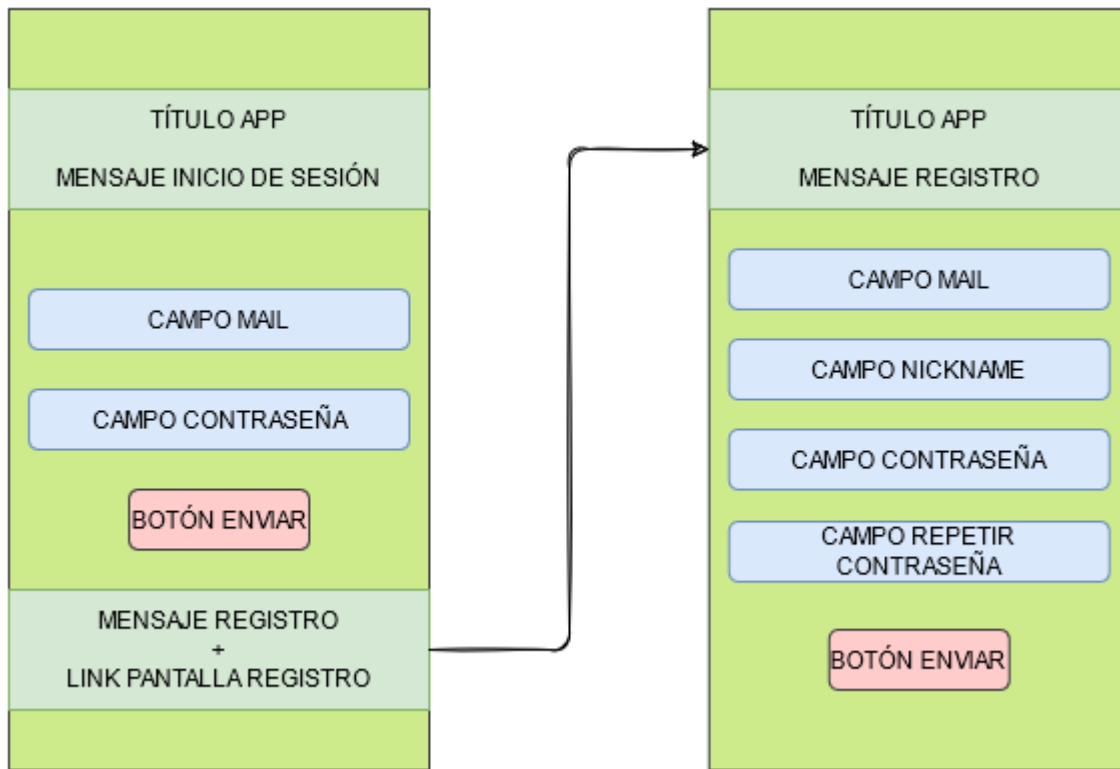 TÍTULO APP
MENSAJE INICIO DE SESIÓN
CAMPO MAIL
CAMPO CONTRASEÑA
BOTÓN ENVIAR
MENSAJE REGISTRO
+
LINK PANTALLA REGISTRO
TÍTULO APP
MENSAJE REGISTRO
CAMPO MAIL
CAMPO NICKNAME
CAMPO CONTRASEÑA
CAMPO REPETIR
CONTRASEÑA
BOTÓN ENVIAR